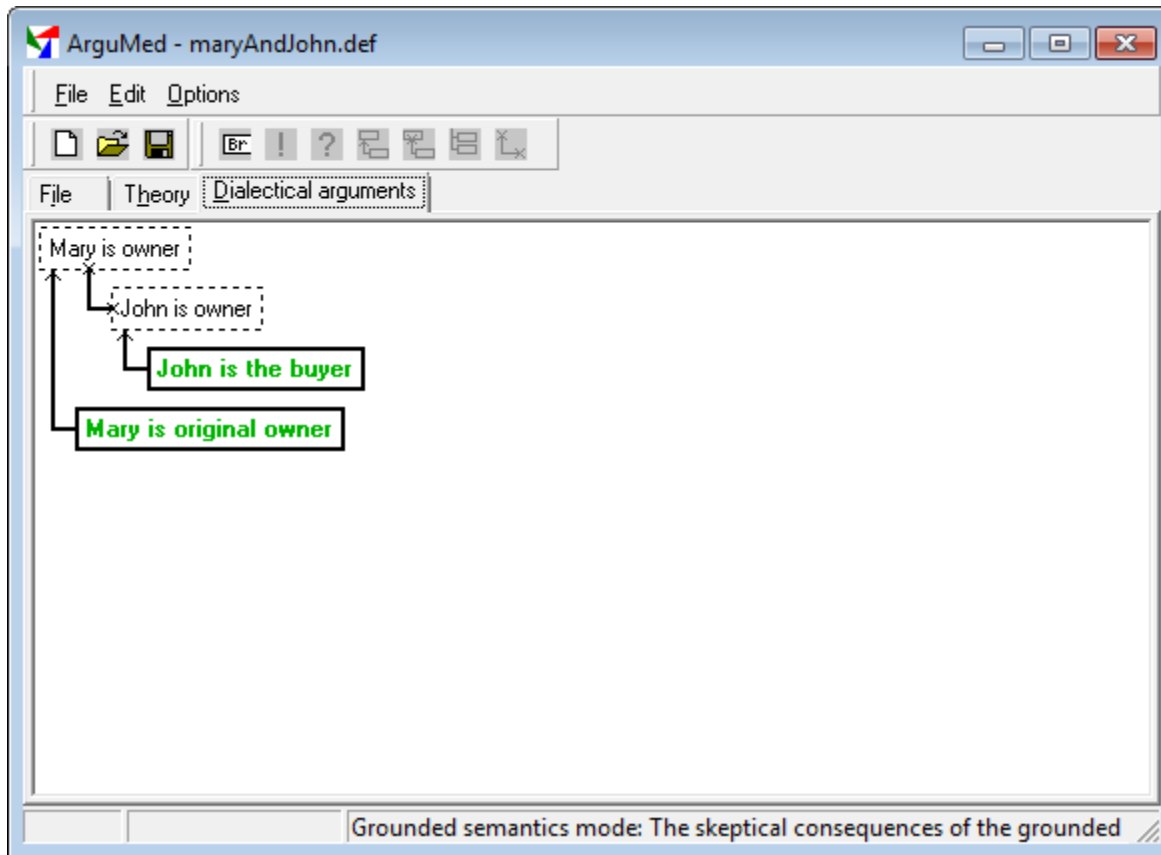 ArguMed - maryAndJohn.def
File Edit Options
Br ! ?
File Theory Dialectical arguments
Mary is owner
John is owner
John is the buyer
Mary is original owner
Grounded semantics mode: The skeptical consequences of the grounded